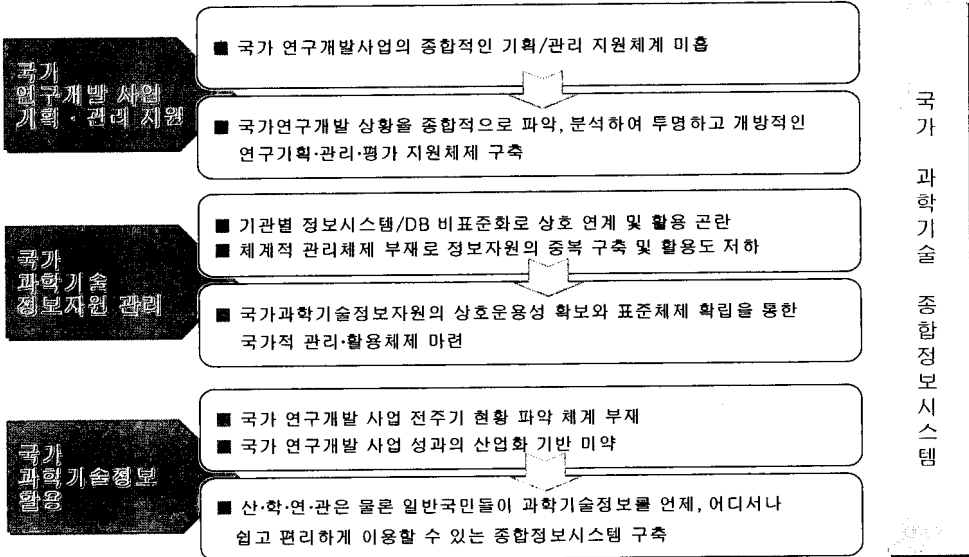 국가
연구개발 사업
기획·관리 지원
■ 국가 연구개발사업의 종합적인 기획/관리 지원체계 미흡
■ 국가연구개발 상황을 종합적으로 파악, 분석하여 투명하고 개방적인
연구기획·관리·평가 지원체제 구축
국가
과학기술
정보자원 관리
■ 기관별 정보시스템/DB 비표준화로 상호 연계 및 활용 곤란
■ 체계적 관리체제 부재로 정보자원의 중복 구축 및 활용도 저하
■ 국가과학기술정보자원의 상호운용성 확보와 표준체제 확립을 통한
국가적 관리·활용체제 마련
국가
과학기술정보
활용
■ 국가 연구개발 사업 전주기 현황 파악 체계 부재
■ 국가 연구개발 사업 성과의 산업화 기반 미약
■ 산·학·연·관은 물론 일반국민들이 과학기술정보를 언제, 어디서나
쉽고 편리하게 이용할 수 있는 종합정보시스템 구축
국가 과학기술 종합정보시스템